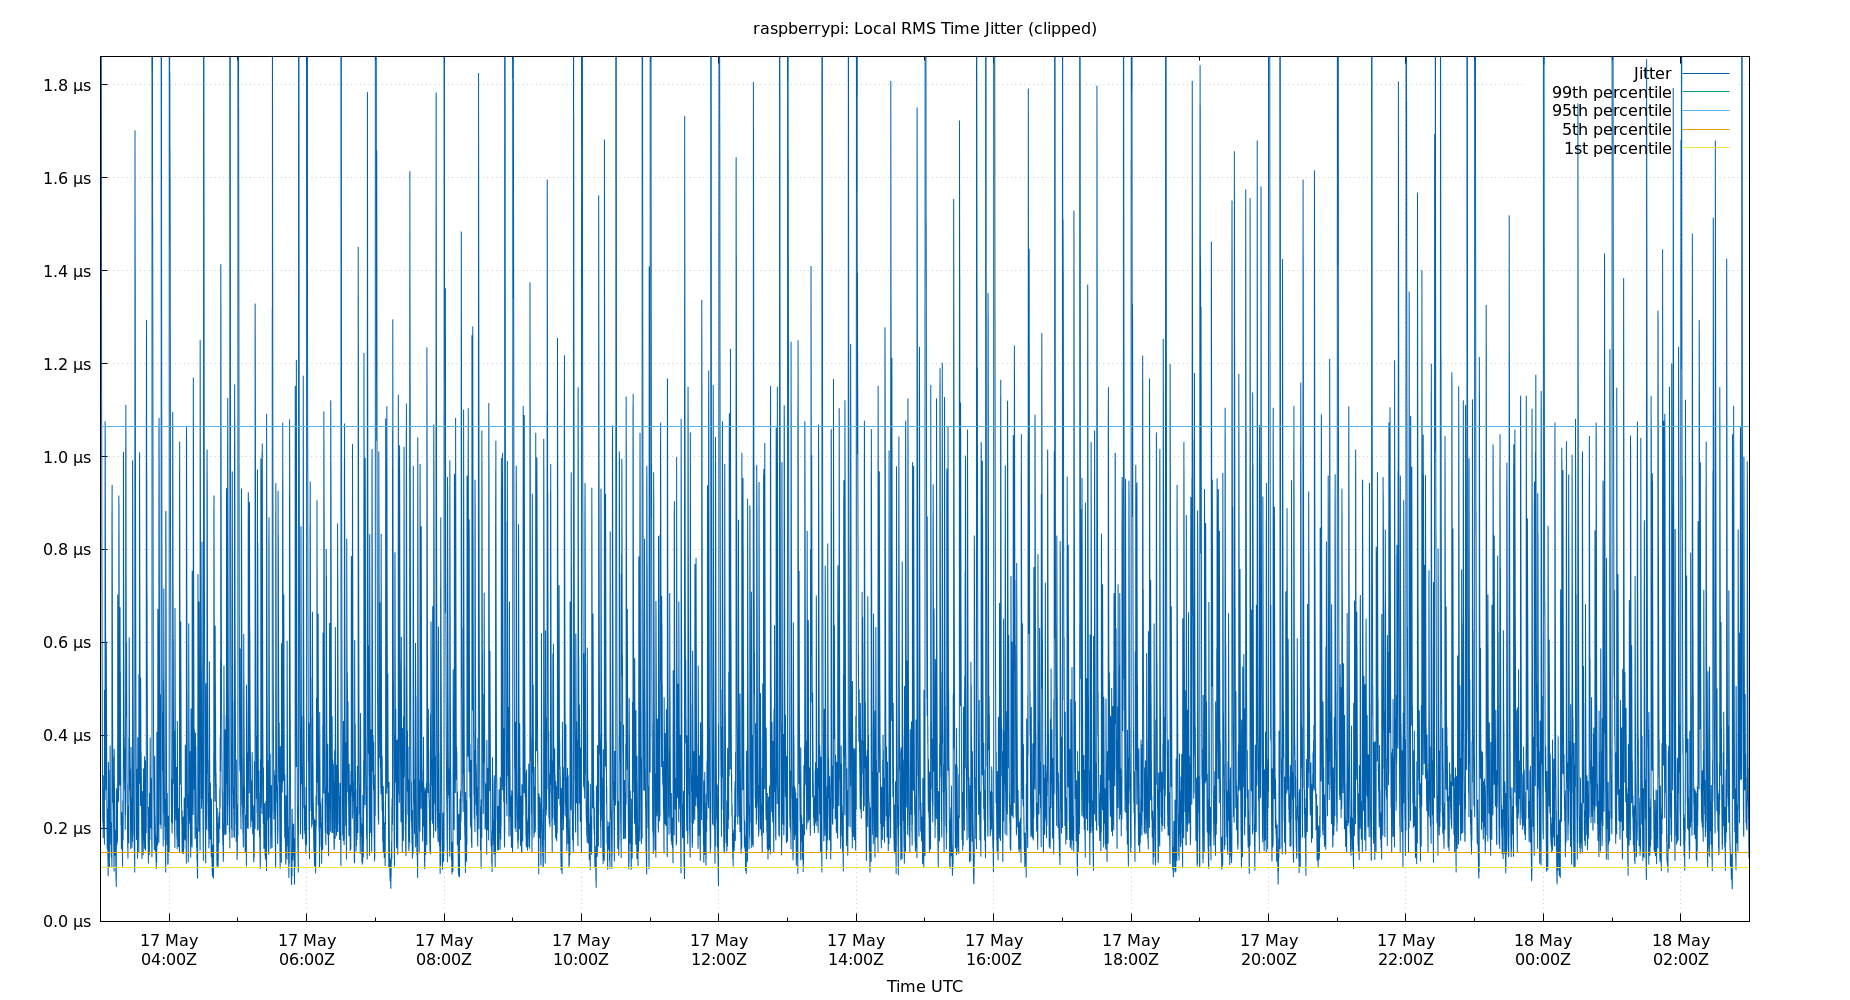 raspberrypi: Local RMS Time Jitter (clipped)
Jitter
99th percentile
95th percentile
5th percentile
1st percentile
1.8 µs
1.6 µs
1.4 µs
1.2 µs
1.0 µs
0.8 µs
0.6 µs
0.4 µs
0.2 µs
0.0 µs
17 May 17 May 17 May 17 May 17 May 17 May 17 May 17 May 17 May 17 May 18 May 18 May
04:00Z 06:00Z 08:00Z 10:00Z 12:00Z 14:00Z 16:00Z 18:00Z 20:00Z 22:00Z 00:00Z 02:00Z
Time UTC